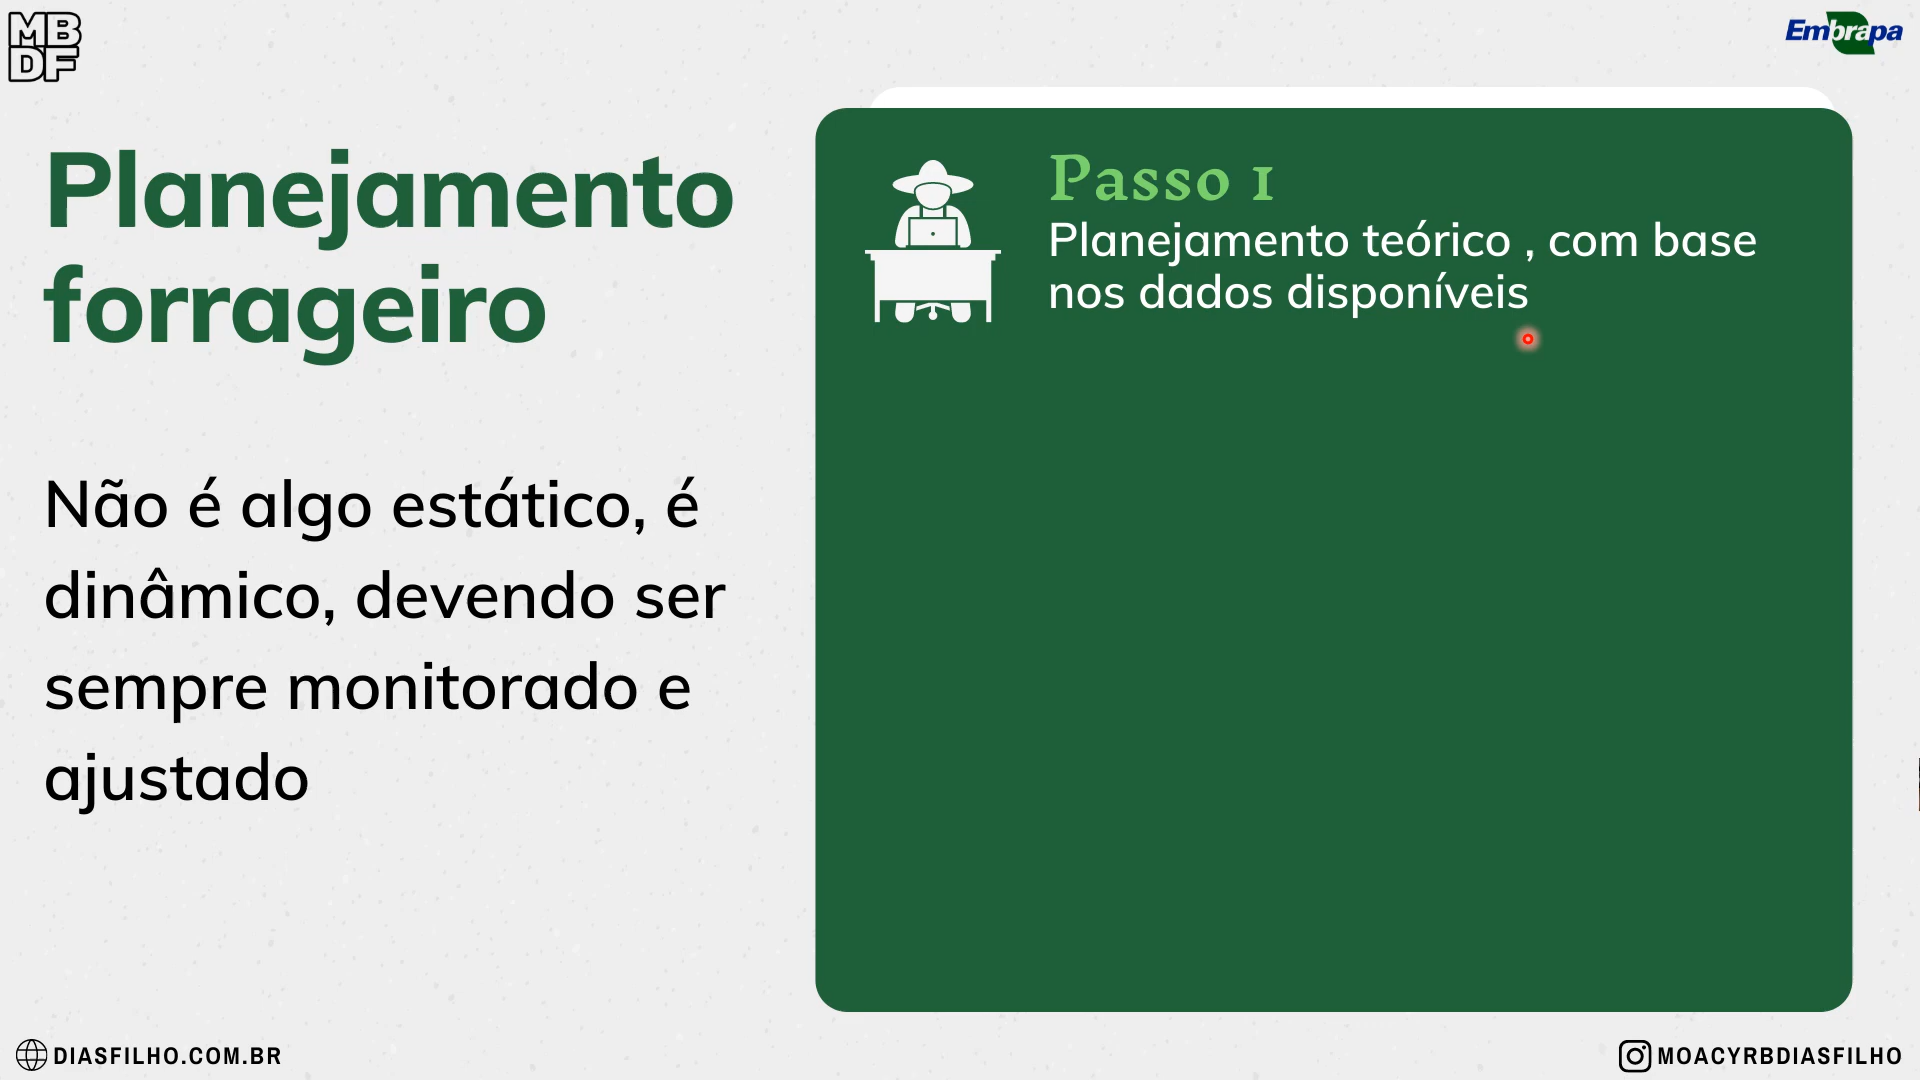 MB
DF
Embrapa
Planejamento
forrageiro
Não é algo estático, é
dinâmico, devendo ser
sempre monitorado e
ajustado
Passo 1
Planejamento teórico , com base
nos dados disponíveis
DIASFILHO.COM.BR
MOACYRBDIASFILHO